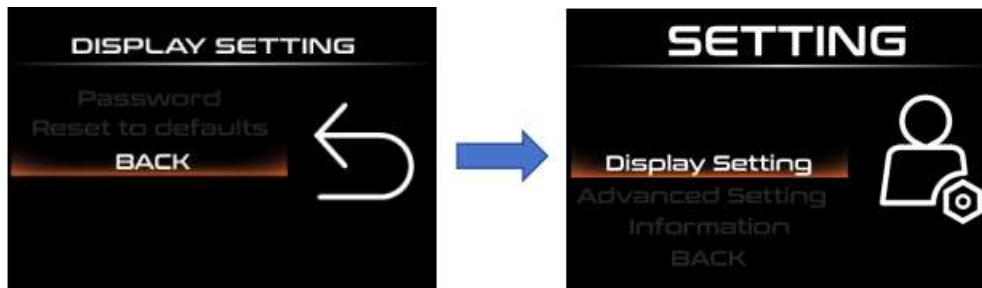 DISPLAY SETTING
Password
Reset to defaults
BACK
SETTING
Display Setting
Advanced Setting
Information
BACK